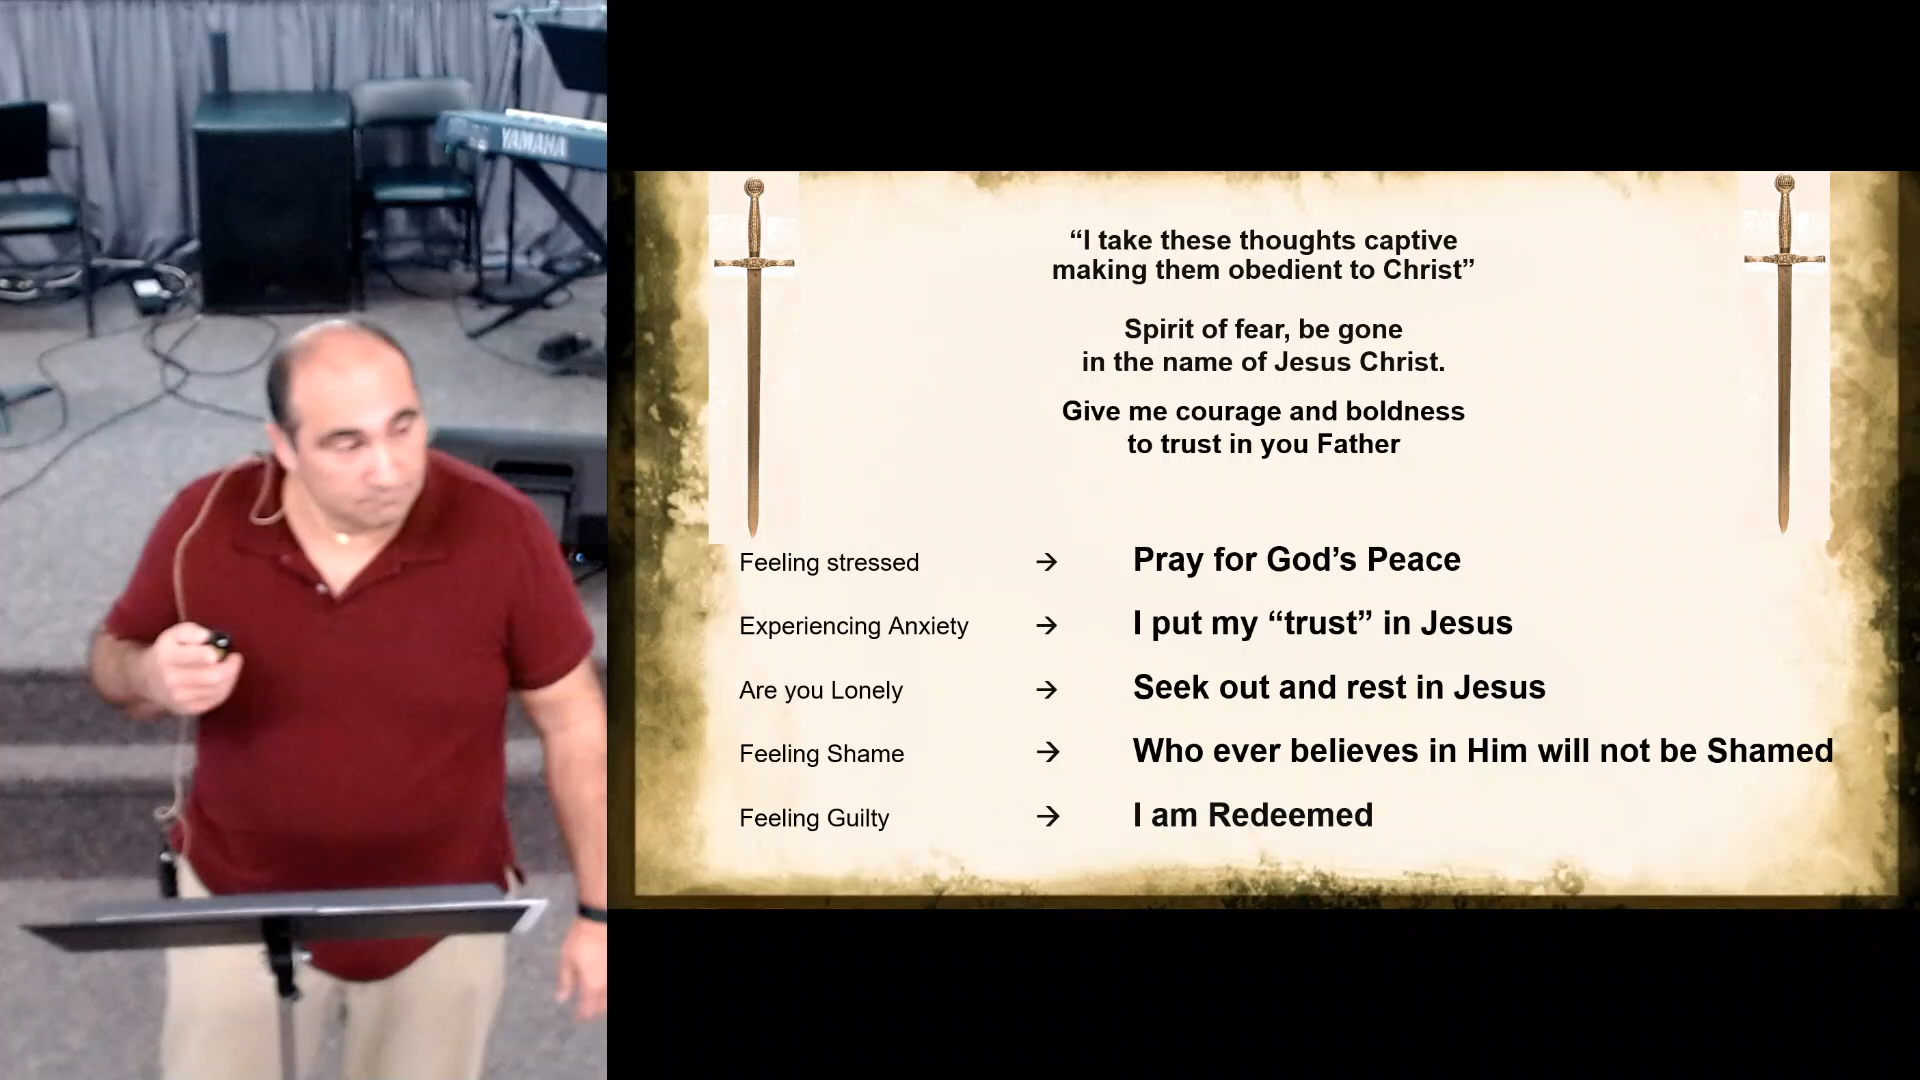 YAMAHA
“I take these thoughts captive
making them obedient to Christ”
Spirit of fear, be gone
in the name of Jesus Christ.
Give me courage and boldness
to trust in you Father
Feeling stressed → Pray for God’s Peace
Experiencing Anxiety → I put my “trust” in Jesus
Are you Lonely → Seek out and rest in Jesus
Feeling Shame → Who ever believes in Him will not be Shamed
Feeling Guilty → I am Redeemed